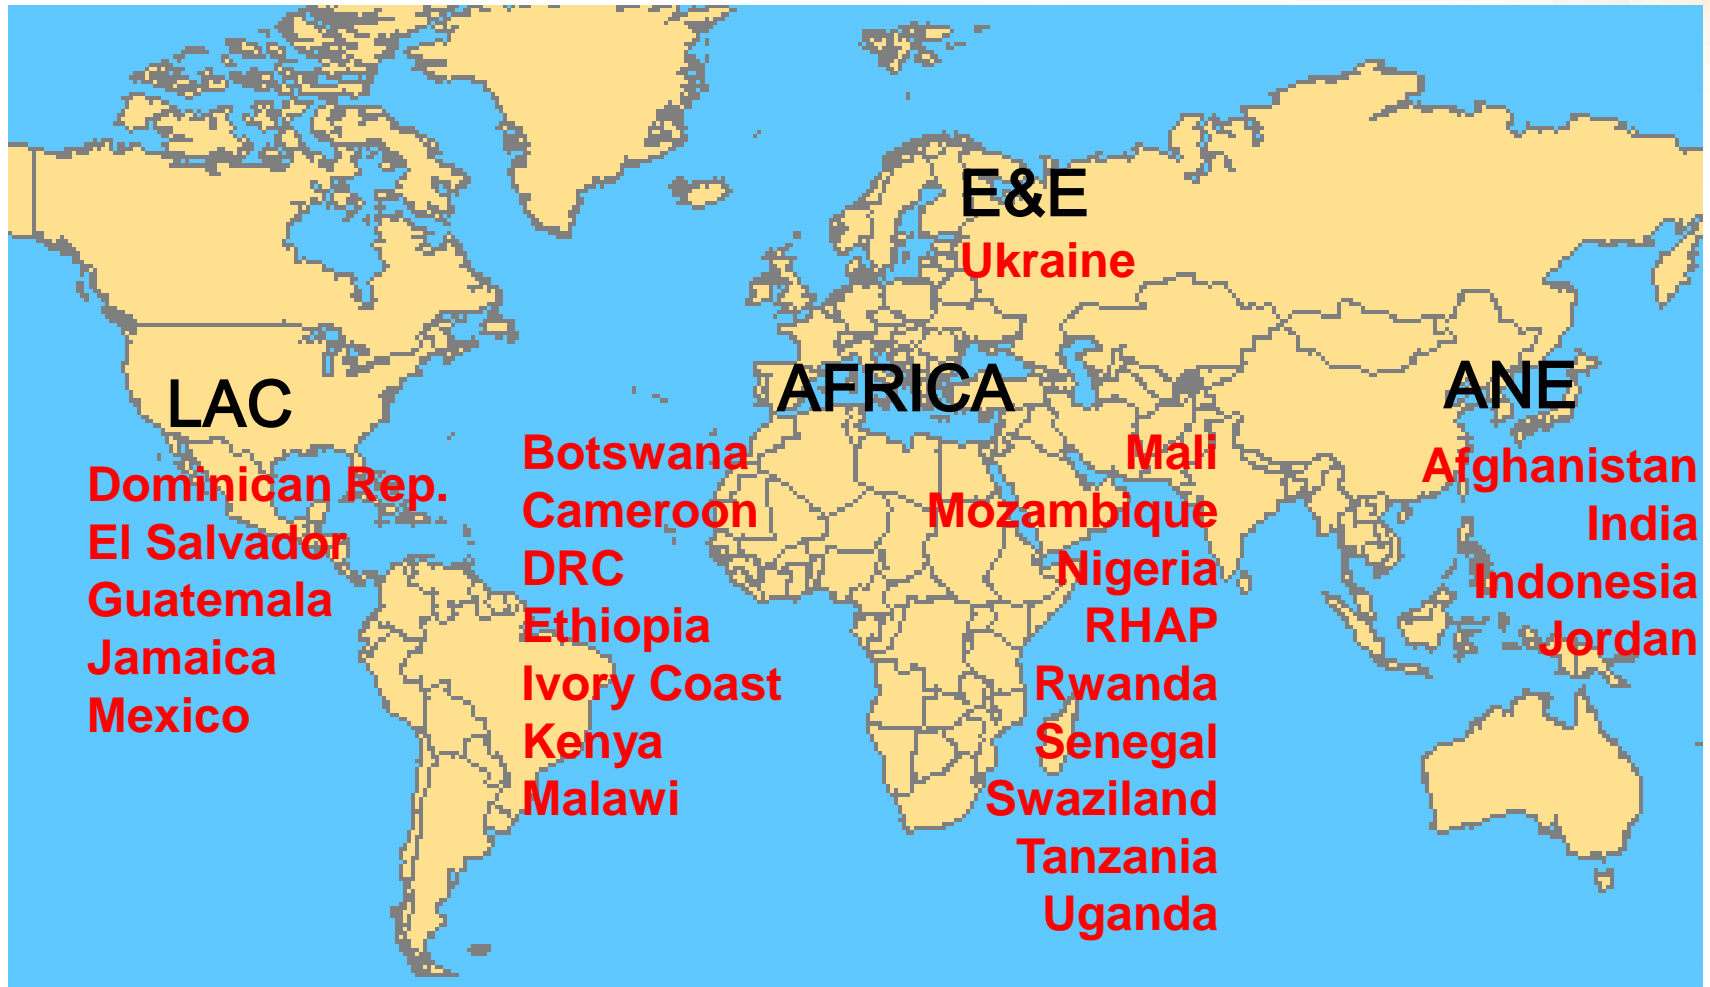 E&E
Ukraine
LAC
Dominican Rep.
El Salvador
Guatemala
Jamaica
Mexico
AFRICA
Botswana
Cameroon
DRC
Ethiopia
Ivory Coast
Kenya
Malawi
Mali
Mozambique
Nigeria
RHAP
Rwanda
Senegal
Swaziland
Tanzania
Uganda
ANE
Afghanistan
India
Indonesia
Jordan